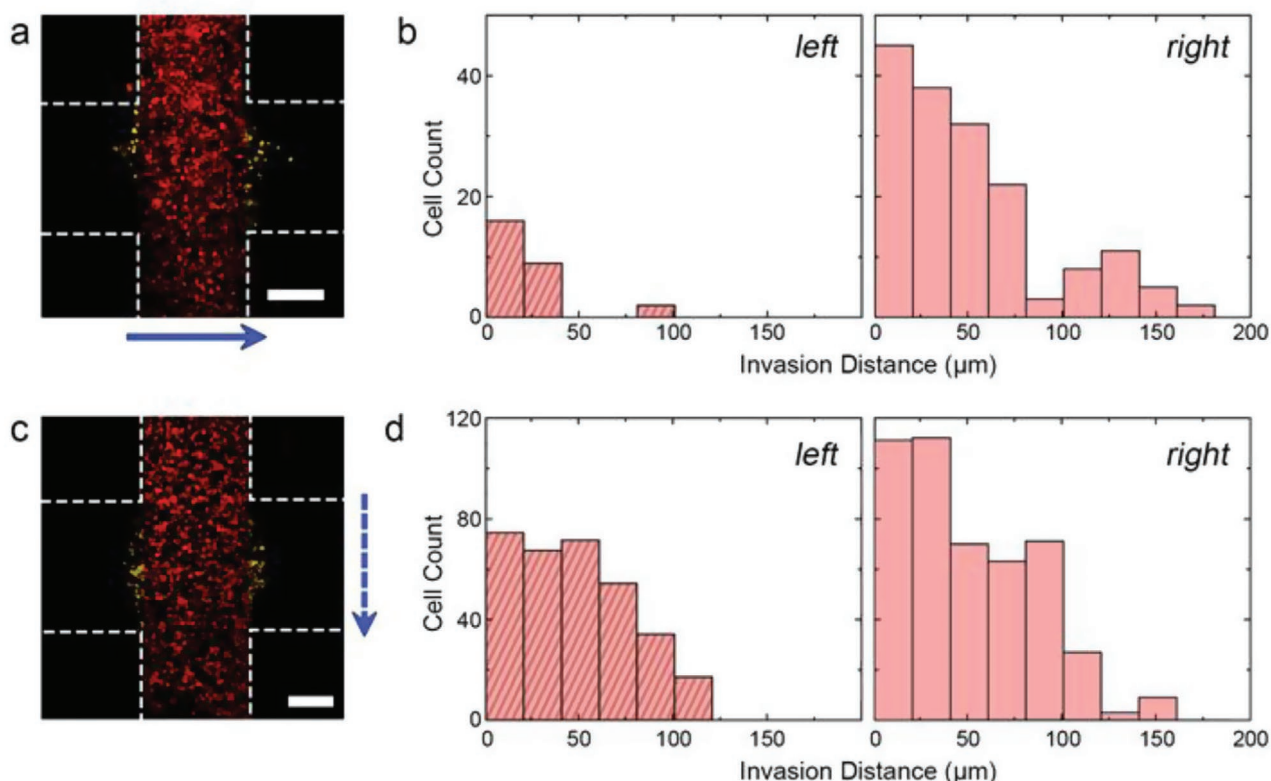 a
b
left
right
40
20
0
Cell Count
0 50 100 150
0 50 100 150 200
Invasion Distance (µm)
c
d
left
right
120
80
40
0
Cell Count
0 50 100 150
0 50 100 150 200
Invasion Distance (µm)